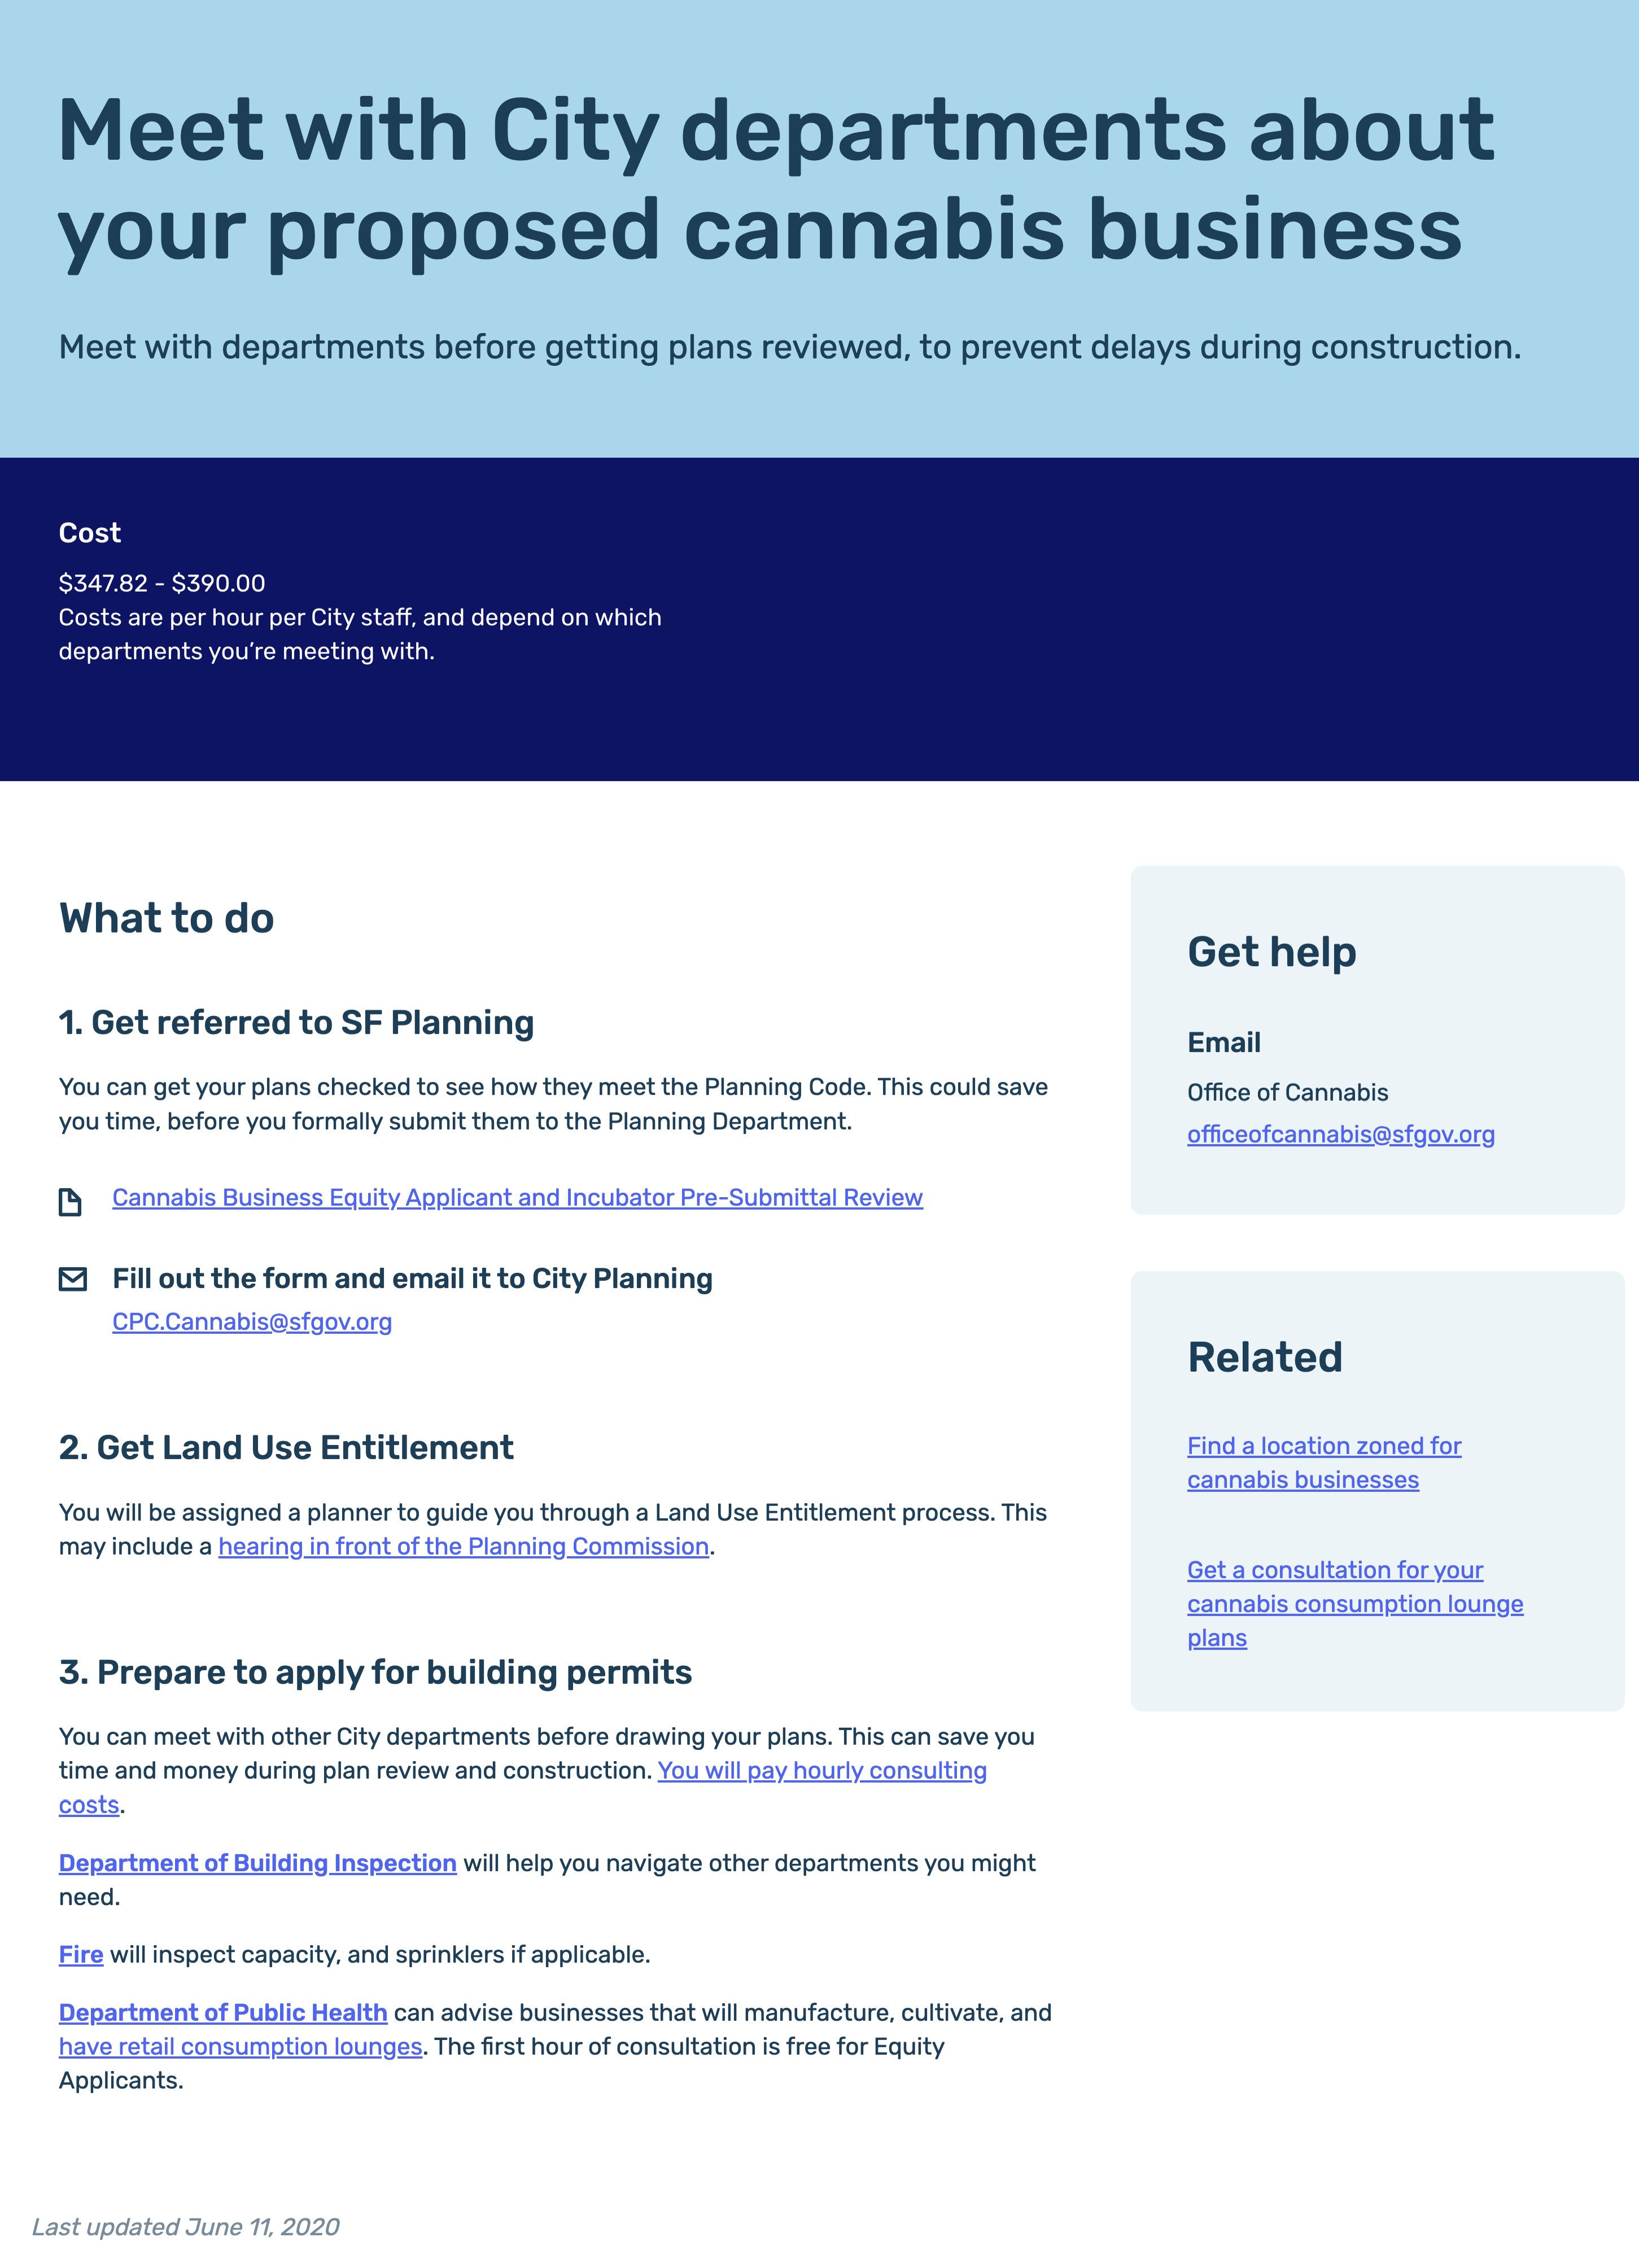 Meet with City departments about
your proposed cannabis business
Meet with departments before getting plans reviewed, to prevent delays during construction.
Cost
$347.82 - $390.00
Costs are per hour per City staff, and depend on which
departments you’re meeting with.
What to do
1. Get referred to SF Planning
You can get your plans checked to see how they meet the Planning Code. This could save
you time, before you formally submit them to the Planning Department.
Cannabis Business Equity Applicant and Incubator Pre-Submittal Review
Fill out the form and email it to City Planning
CPC.Cannabis@sfgov.org
2. Get Land Use Entitlement
You will be assigned a planner to guide you through a Land Use Entitlement process. This
may include a hearing in front of the Planning Commission.
3. Prepare to apply for building permits
You can meet with other City departments before drawing your plans. This can save you
time and money during plan review and construction. You will pay hourly consulting
costs.
Department of Building Inspection will help you navigate other departments you might
need.
Fire will inspect capacity, and sprinklers if applicable.
Department of Public Health can advise businesses that will manufacture, cultivate, and
have retail consumption lounges. The first hour of consultation is free for Equity
Applicants.
Get help
Email
Office of Cannabis
officeofcannabis@sfgov.org
Related
Find a location zoned for
cannabis businesses
Get a consultation for your
cannabis consumption lounge
plans
Last updated June 11, 2020